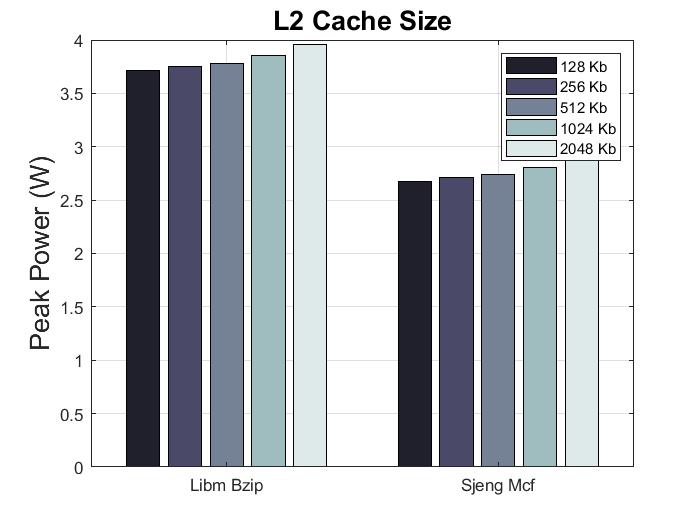 L2 Cache Size
Peak Power (W)
4
3.5
3
2.5
2
1.5
1
0.5
0
128 Kb
256 Kb
512 Kb
1024 Kb
2048 Kb
Libm Bzip
Sjeng Mcf